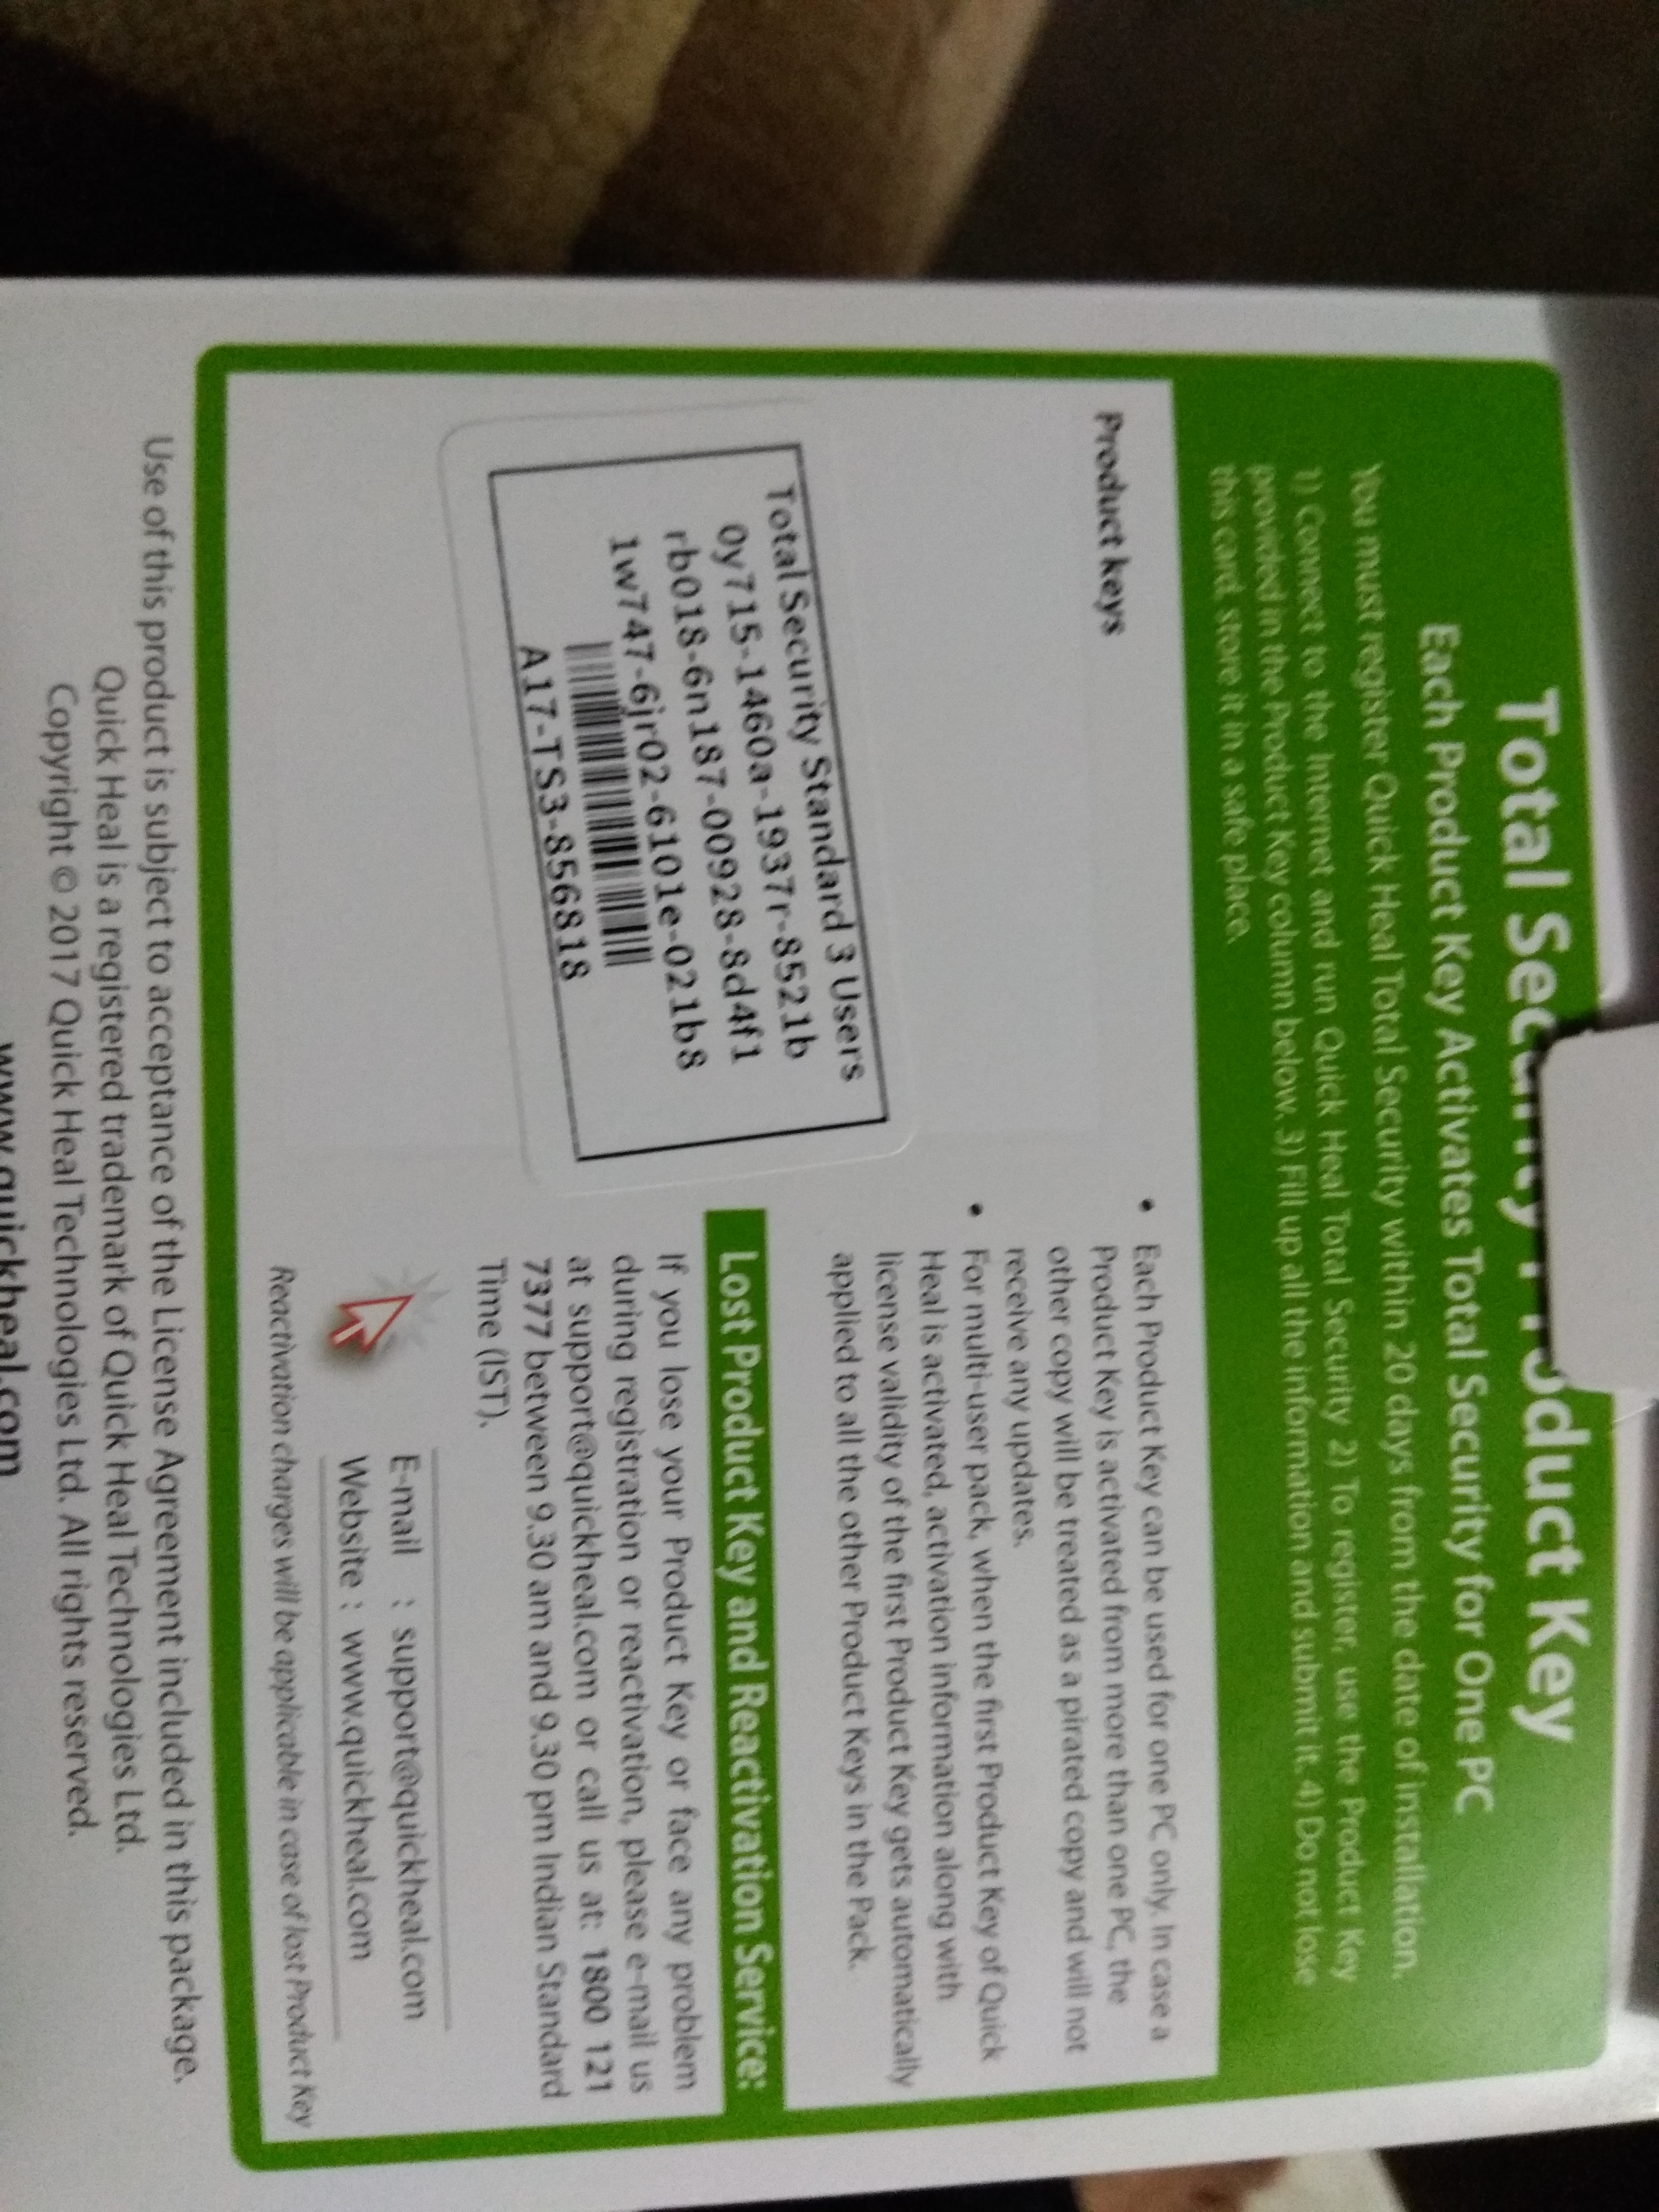 Total Security Product Key
Each Product Key Activates Total Security for One PC
You must register Quick Heal Total Security within 20 days from the date of installation.
1) Connect to the Internet and run Quick Heal Total Security 2) To register, use the Product Key
provided in the Product Key column below. 3) Fill up all the information and submit it. 4) Do not lose
this card, store it in a safe place.
Product keys
Total Security Standard 3 Users
0y715-1460a-1937r-8521b
rb018-6n187-00928-8d4f1
1w747-6jr02-6101e-021b8
A17-TS3-856818
• Each Product Key can be used for one PC only. In case a
Product Key is activated from more than one PC, the
other copy will be treated as a pirated copy and will not
receive any updates.
• For multi-user pack, when the first Product Key of Quick
Heal is activated, activation information along with
license validity of the first Product Key gets automatically
applied to all the other Product Keys in the Pack.
Lost Product Key and Reactivation Service:
If you lose your Product Key or face any problem
during registration or reactivation, please e-mail us
at support@quickheal.com or call us at: 1800 121
7377 between 9.30 am and 9.30 pm Indian Standard
Time (IST).
E-mail : support@quickheal.com
Website : www.quickheal.com
Reactivation charges will be applicable in case of lost Product Key
Use of this product is subject to acceptance of the License Agreement included in this package.
Quick Heal is a registered trademark of Quick Heal Technologies Ltd.
Copyright © 2017 Quick Heal Technologies Ltd. All rights reserved.
www.quickheal.com